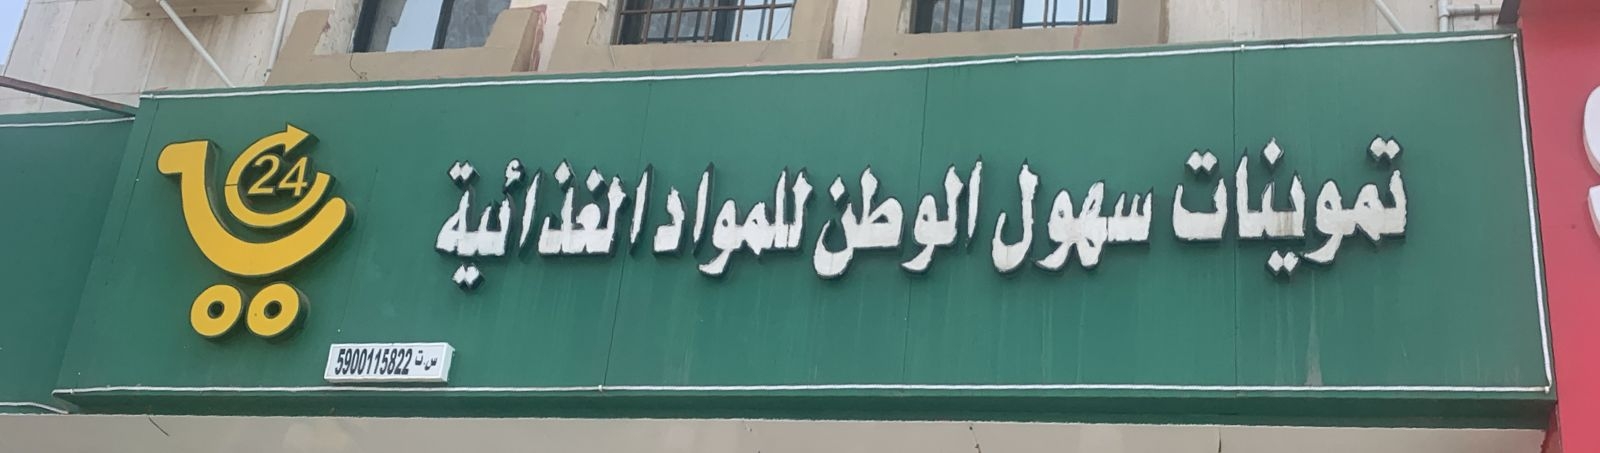 تموينات سهول الوطن للمواد الغذائية
24
س.ت 5900115822